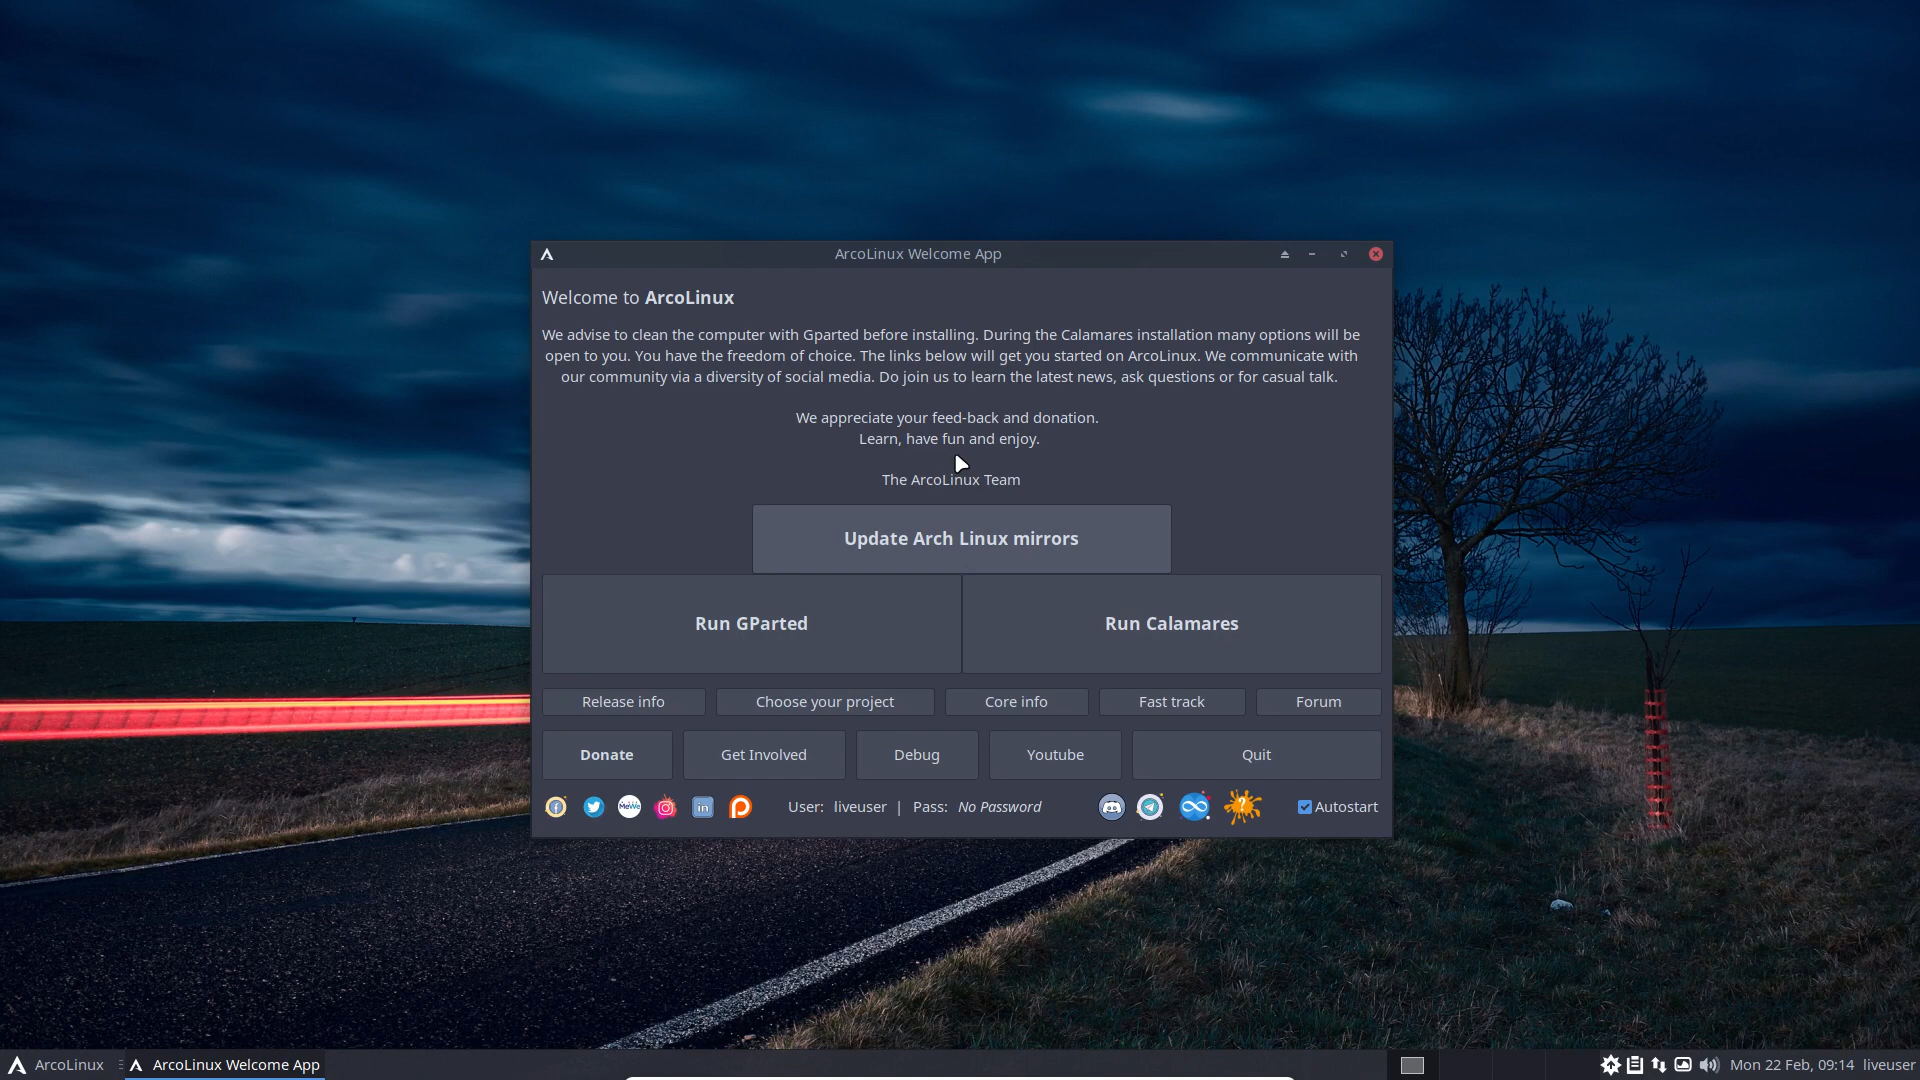 ArcoLinux Welcome App
Welcome to ArcoLinux
We advise to clean the computer with Gparted before installing. During the Calamares installation many options will be
open to you. You have the freedom of choice. The links below will get you started on ArcoLinux. We communicate with
our community via a diversity of social media. Do join us to learn the latest news, ask questions or for casual talk.
We appreciate your feed-back and donation.
Learn, have fun and enjoy.
The ArcoLinux Team
Update Arch Linux mirrors
Run GParted Run Calamares
Release info Choose your project Core info Fast track Forum
Donate Get Involved Debug Youtube Quit
MeWe in User: liveuser | Pass: No Password ? Autostart
ArcoLinux ArcoLinux Welcome App Mon 22 Feb, 09:14 liveuser